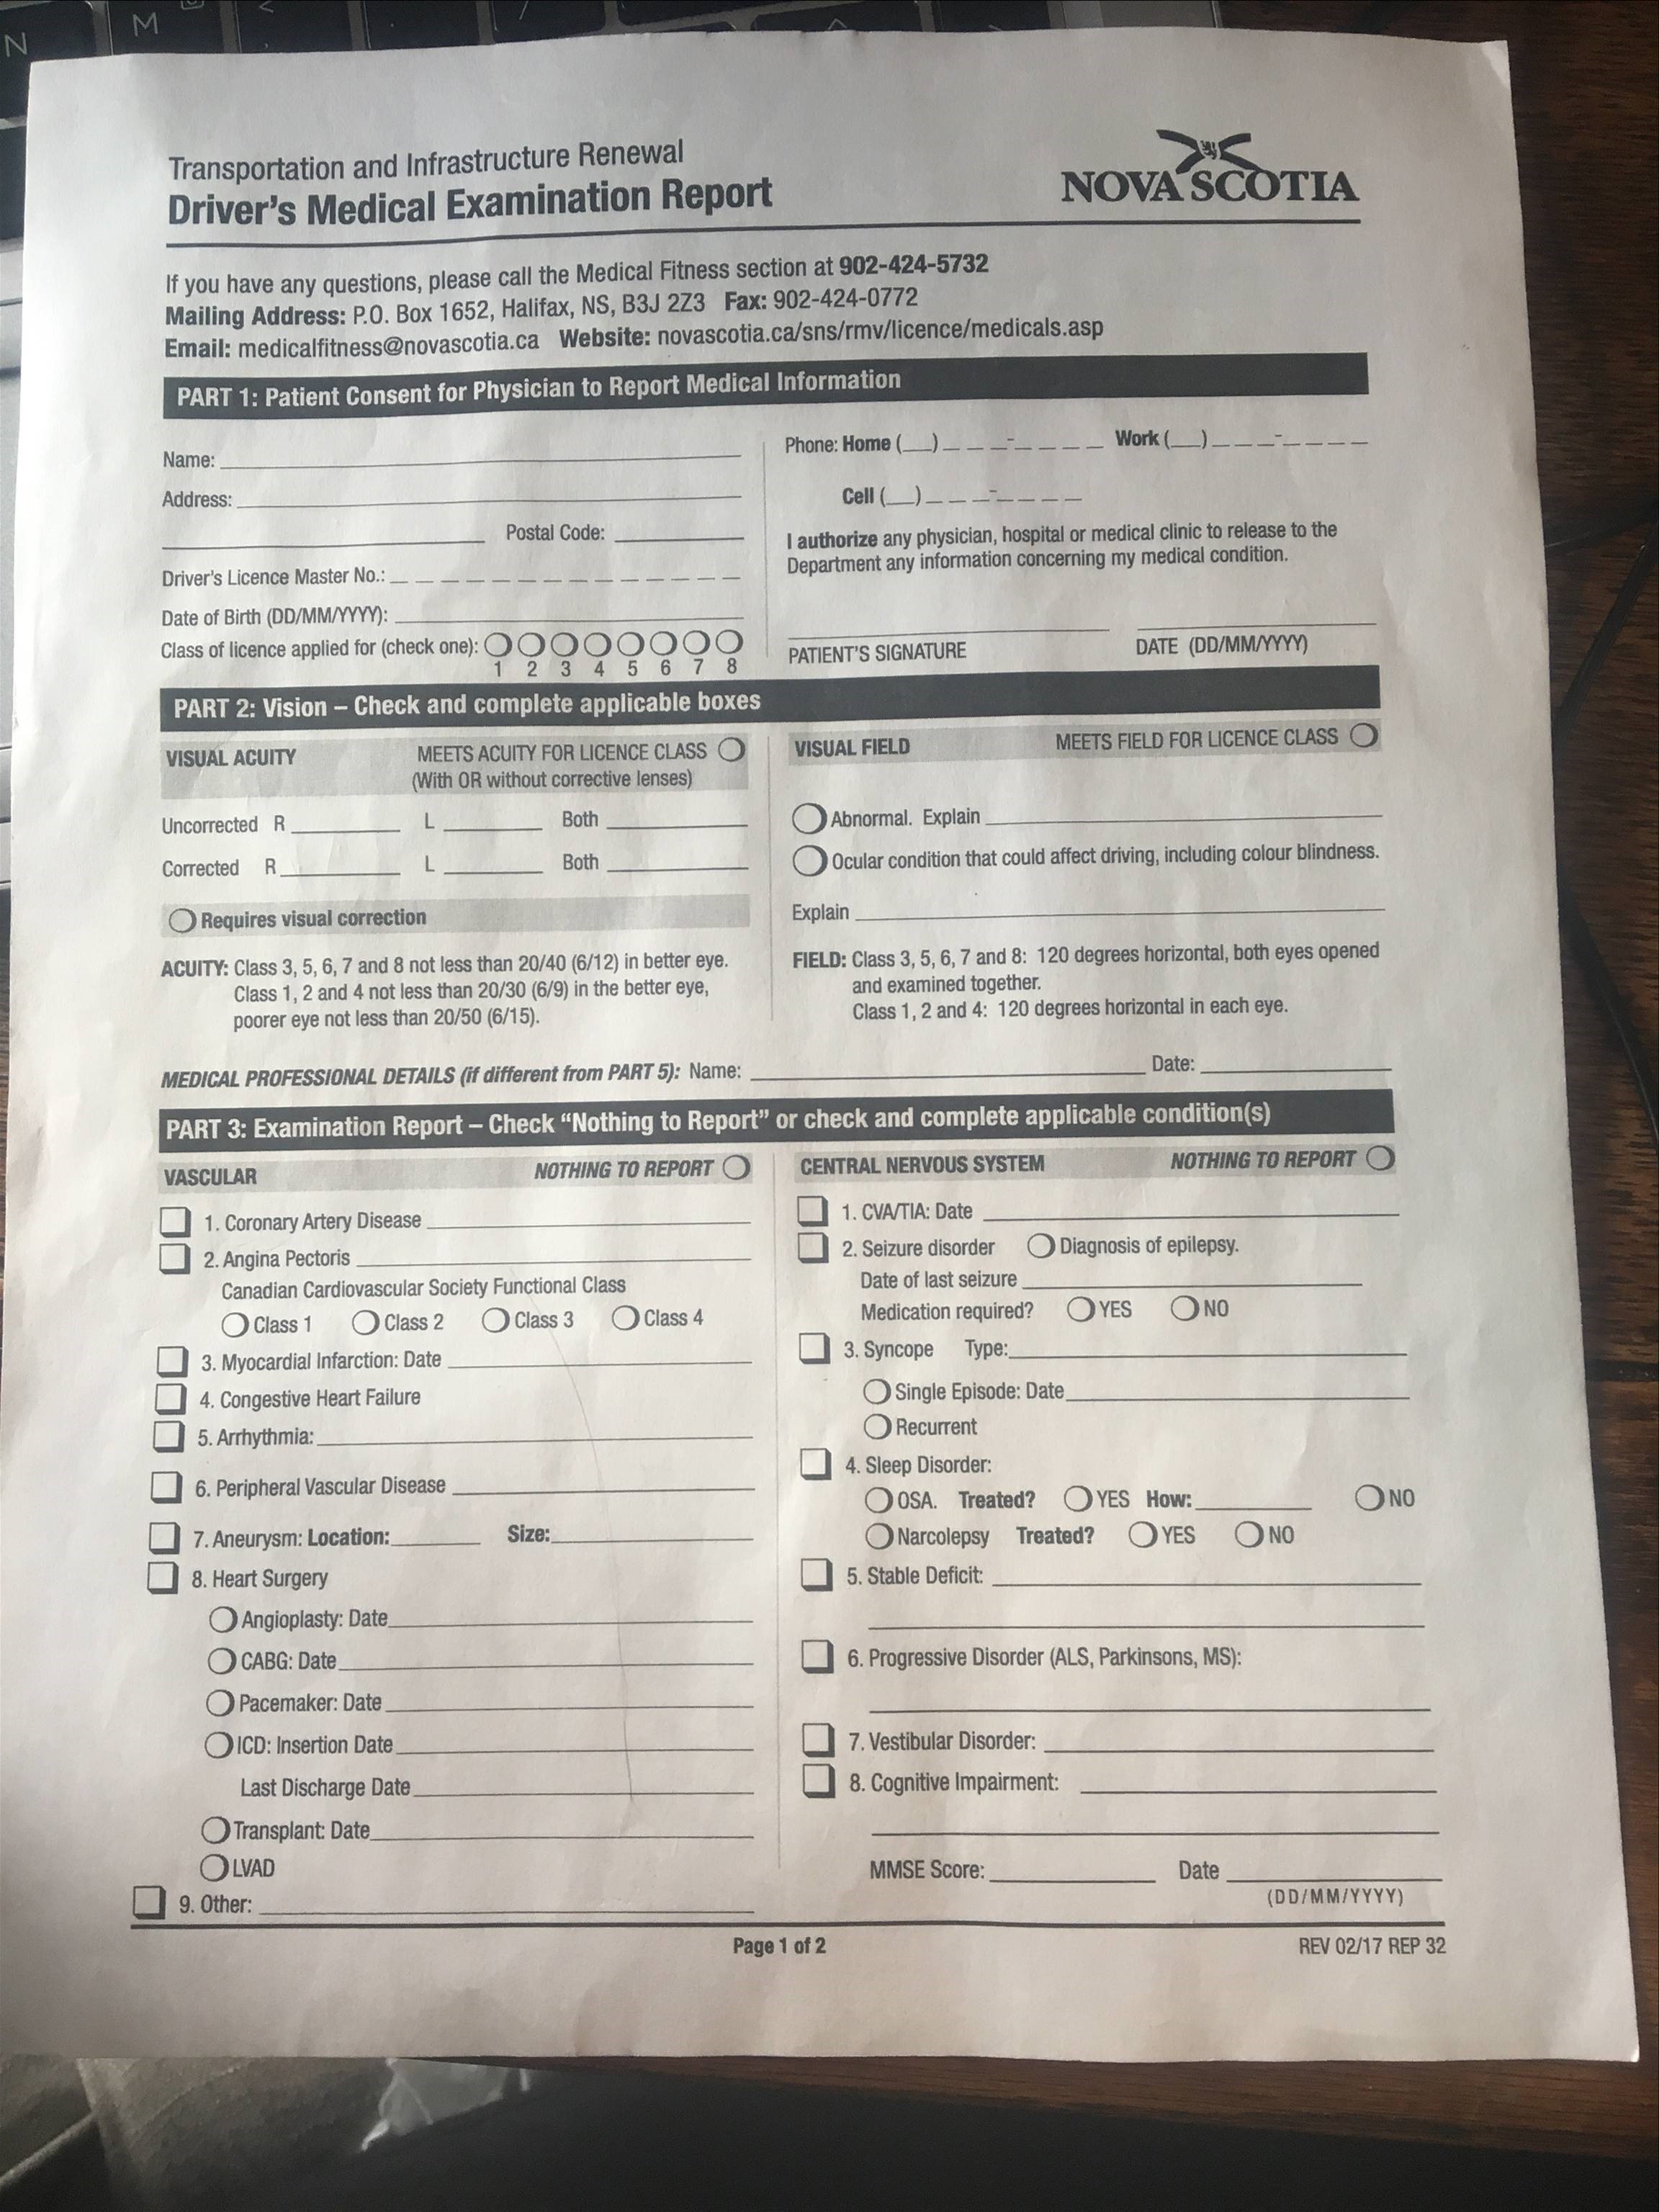 N M <
Transportation and Infrastructure Renewal
Driver's Medical Examination Report
NOVA SCOTIA
If you have any questions, please call the Medical Fitness section at 902-424-5732
Mailing Address: P.O. Box 1652, Halifax, NS, B3J 2Z3 Fax: 902-424-0772
Email: medicalfitness@novascotia.ca Website: novascotia.ca/sns/rmv/licence/medicals.asp
PART 1: Patient Consent for Physician to Report Medical Information
Name:
Address:
Postal Code:
Driver's Licence Master No.:
Date of Birth (DD/MM/YYYY):
Class of licence applied for (check one):
1 2 3 4 5 6 7 8
Phone: Home (__) Work (__)
Cell (__)
I authorize any physician, hospital or medical clinic to release to the
Department any information concerning my medical condition.
PATIENT'S SIGNATURE DATE (DD/MM/YYYY)
PART 2: Vision – Check and complete applicable boxes
VISUAL ACUITY MEETS ACUITY FOR LICENCE CLASS
(With OR without corrective lenses)
Uncorrected R L Both
Corrected R L Both
Requires visual correction
ACUITY: Class 3, 5, 6, 7 and 8 not less than 20/40 (6/12) in better eye.
Class 1, 2 and 4 not less than 20/30 (6/9) in the better eye,
poorer eye not less than 20/50 (6/15).
VISUAL FIELD MEETS FIELD FOR LICENCE CLASS
Abnormal. Explain
Ocular condition that could affect driving, including colour blindness.
Explain
FIELD: Class 3, 5, 6, 7 and 8: 120 degrees horizontal, both eyes opened
and examined together.
Class 1, 2 and 4: 120 degrees horizontal in each eye.
MEDICAL PROFESSIONAL DETAILS (if different from PART 5): Name: Date:
PART 3: Examination Report – Check “Nothing to Report” or check and complete applicable condition(s)
VASCULAR NOTHING TO REPORT
1. Coronary Artery Disease
2. Angina Pectoris
Canadian Cardiovascular Society Functional Class
Class 1 Class 2 Class 3 Class 4
3. Myocardial Infarction: Date
4. Congestive Heart Failure
5. Arrhythmia:
6. Peripheral Vascular Disease
7. Aneurysm: Location: Size:
8. Heart Surgery
Angioplasty: Date
CABG: Date
Pacemaker: Date
ICD: Insertion Date
Last Discharge Date
Transplant: Date
LVAD
9. Other:
CENTRAL NERVOUS SYSTEM NOTHING TO REPORT
1. CVA/TIA: Date
2. Seizure disorder Diagnosis of epilepsy.
Date of last seizure
Medication required? YES NO
3. Syncope Type:
Single Episode: Date
Recurrent
4. Sleep Disorder:
OSA. Treated? YES How: NO
Narcolepsy Treated? YES NO
5. Stable Deficit:
6. Progressive Disorder (ALS, Parkinsons, MS):
7. Vestibular Disorder:
8. Cognitive Impairment:
MMSE Score: Date
(DD/MM/YYYY)
Page 1 of 2
REV 02/17 REP 32